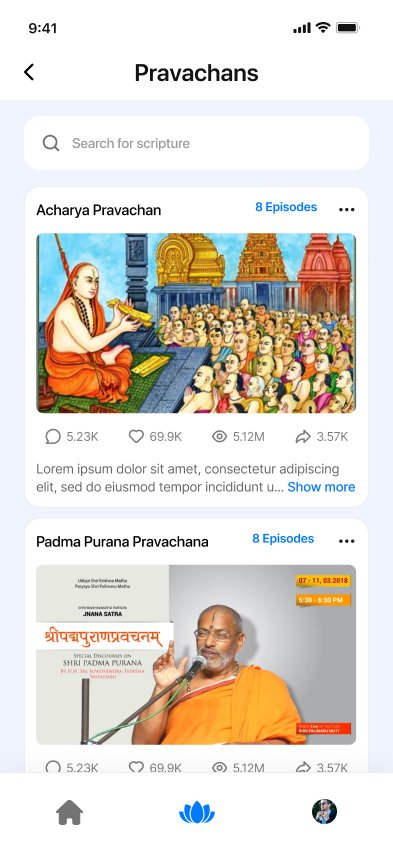 9:41
Pravachans
Search for scripture
Acharya Pravachan
8 Episodes
5.23K 69.9K 5.12M 3.57K
Lorem ipsum dolor sit amet, consectetur adipiscing
elit, sed do eiusmod tempor incididunt u... Show more
Padma Purana Pravachana
8 Episodes
Udupi Shri Krishna Matha
Paryaya Shri Palimaru Matha
JNANA SATRA
श्रीपद्मपुराणप्रवचनम्
SPECIAL DISCOURSES ON
SHRI PADMA PURANA
07 - 11, 03.2018
5:30 - 6:30 PM
SHRI PALIMARU MUTT
5.23K 69.9K 5.12M 3.57K